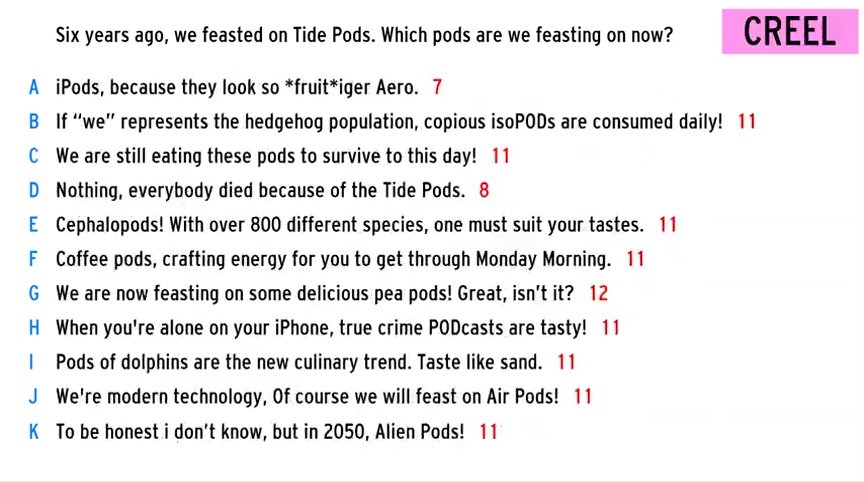 Six years ago, we feasted on Tide Pods. Which pods are we feasting on now?
CREEL
A iPods, because they look so *fruit*iger Aero. 7
B If “we” represents the hedgehog population, copious isoPODs are consumed daily! 11
C We are still eating these pods to survive to this day! 11
D Nothing, everybody died because of the Tide Pods. 8
E Cephalopods! With over 800 different species, one must suit your tastes. 11
F Coffee pods, crafting energy for you to get through Monday Morning. 11
G We are now feasting on some delicious pea pods! Great, isn’t it? 12
H When you're alone on your iPhone, true crime PODcasts are tasty! 11
I Pods of dolphins are the new culinary trend. Taste like sand. 11
J We're modern technology, Of course we will feast on Air Pods! 11
K To be honest i don’t know, but in 2050, Alien Pods! 11